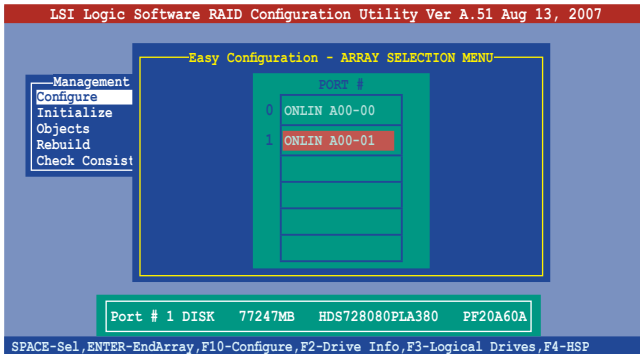 LSI Logic Software RAID Configuration Utility Ver A.51 Aug 13, 2007
Easy Configuration - ARRAY SELECTION MENU
Management
Configure
Initialize
Objects
Rebuild
Check Consist
PORT #
0 ONLIN A00-00
1 ONLIN A00-01
Port # 1 DISK 77247MB HDS728080PLA380 PF20A60A
SPACE-Sel,ENTER-EndArray,F10-Configure,F2-Drive Info,F3-Logical Drives,F4-HSP